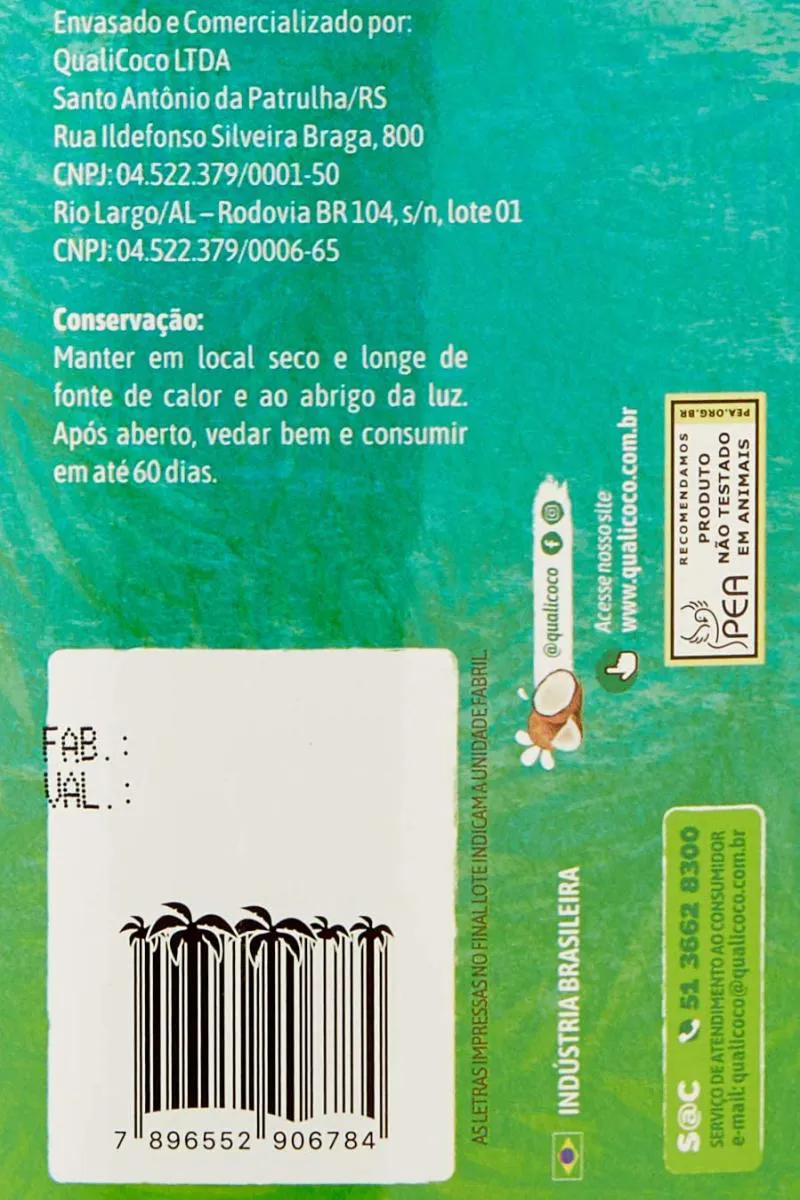 Envasado e Comercializado por:
QualiCoco LTDA
Santo Antônio da Patrulha/RS
Rua Ildefonso Silveira Braga, 800
CNPJ: 04.522.379/0001-50
Rio Largo/AL – Rodovia BR 104, s/n, lote 01
CNPJ: 04.522.379/0006-65
Conservação:
Manter em local seco e longe de
fonte de calor e ao abrigo da luz.
Após aberto, vedar bem e consumir
em até 60 dias.
FAB.:
VAL.:
7 896552 906784
AS LETRAS IMPRESSAS NO FINAL LOTE INDICAM A UNIDADE FABRIL.
@qualicoco
Acesse nosso site
www.qualicoco.com.br
INDÚSTRIA BRASILEIRA
PEA.ORG.BR
RECOMENDAMOS
PRODUTO
NÃO TESTADO
EM ANIMAIS
PEA
S@C
51 3662 8300
SERVIÇO DE ATENDIMENTO AO CONSUMIDOR
e-mail: qualicoco@qualicoco.com.br